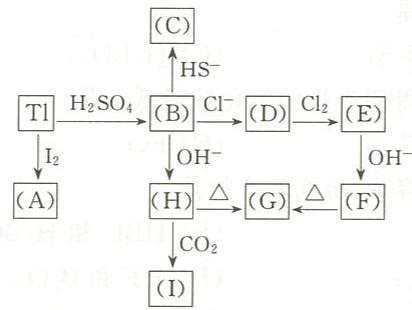 (C)
HS⁻
Tl H₂SO₄ (B) Cl⁻ (D) Cl₂ (E)
I₂ OH⁻ OH⁻
(A) (H) △ (G) △ (F)
CO₂
(I)